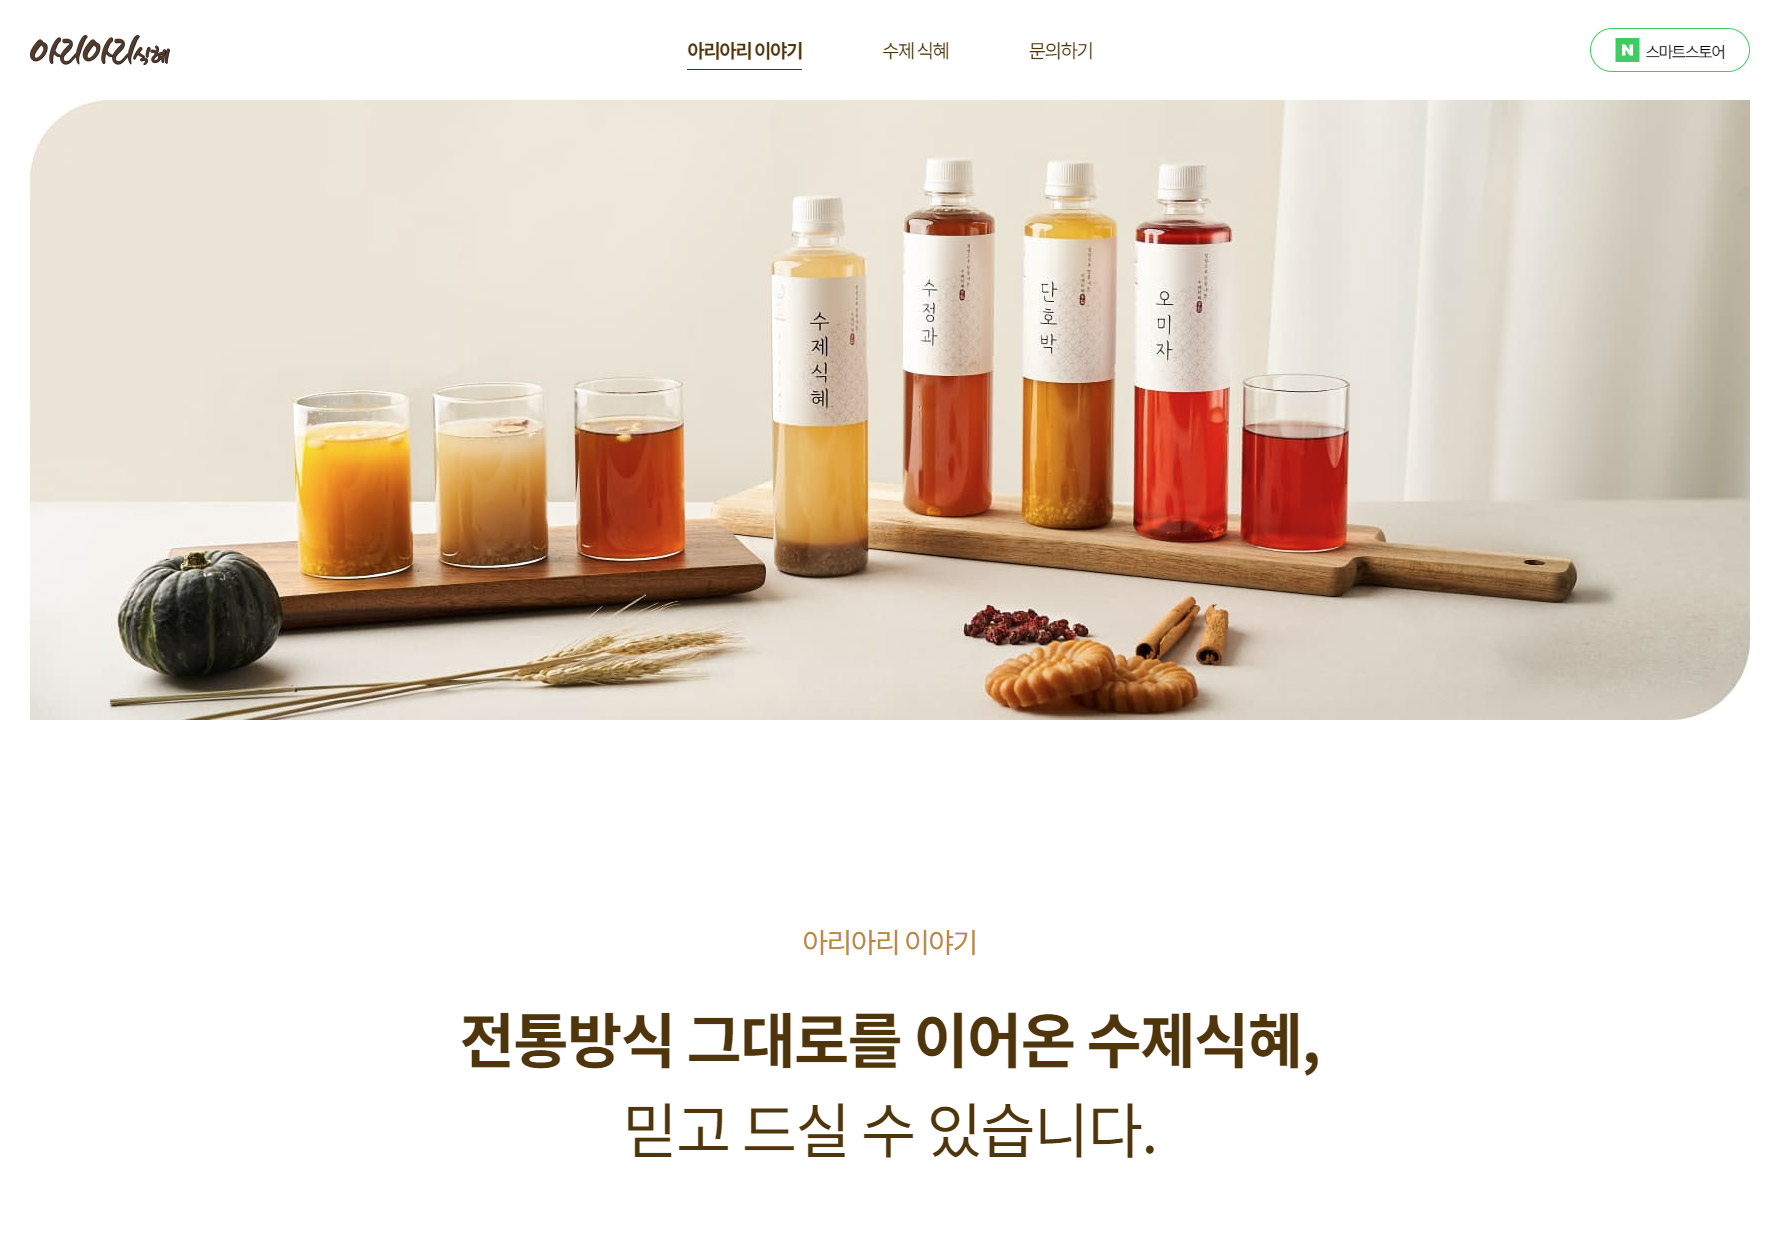 아리아리식혜
아리아리 이야기
수제 식혜
문의하기
N 스마트스토어
수제식혜
수정과
단호박
오미자
아리아리 이야기
전통방식 그대로를 이어온 수제식혜,
믿고 드실 수 있습니다.